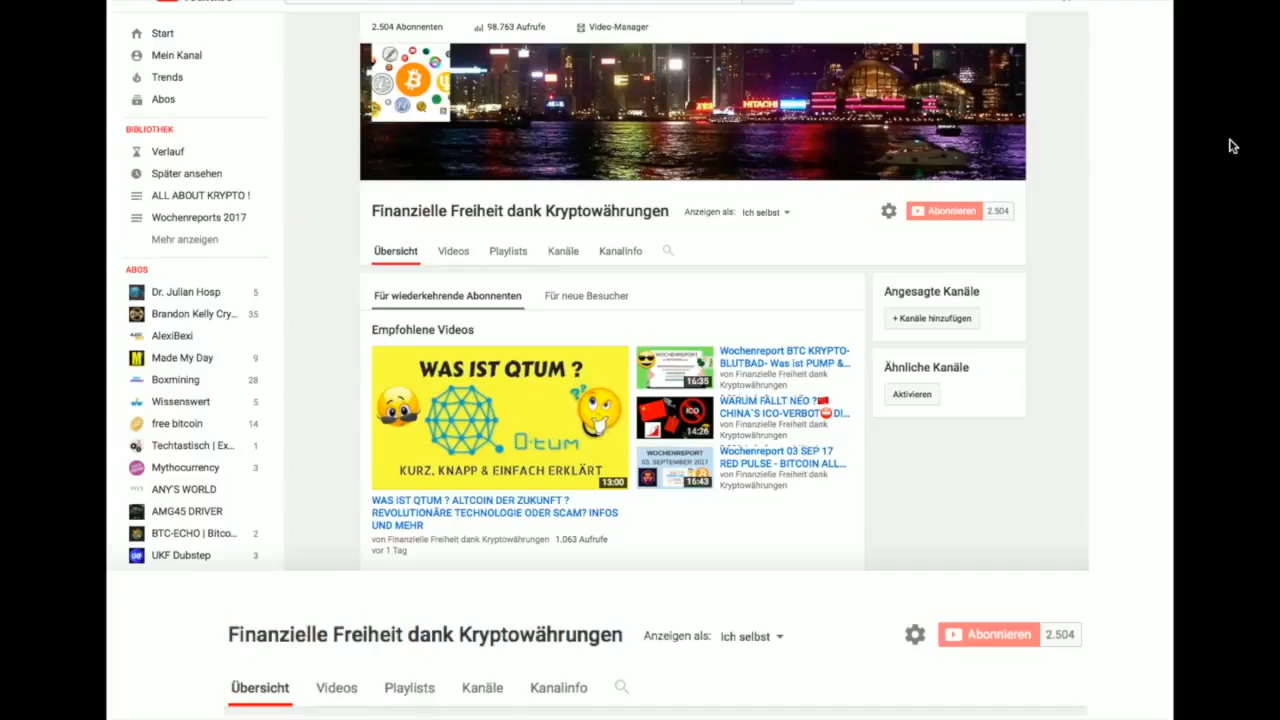 2.504 Abonnenten 98.763 Aufrufe Video-Manager
Start
Mein Kanal
Trends
Abos
BIBLIOTHEK
Verlauf
Später ansehen
ALL ABOUT KRYPTO !
Wochenreports 2017
Mehr anzeigen
ABOS
Dr. Julian Hosp 5
Brandon Kelly Cry... 35
AlexiBexi
Made My Day 9
Boxmining 28
Wissenswert 5
free bitcoin 14
Techtastisch | Ex... 1
Mythocurrency 3
ANY'S WORLD
AMG45 DRIVER
BTC-ECHO | Bitco... 2
UKF Dubstep 3
HITACHI
Finanzielle Freiheit dank Kryptowährungen Anzeigen als: Ich selbst Abonnieren 2.504
Übersicht Videos Playlists Kanäle Kanalinfo
Für wiederkehrende Abonnenten Für neue Besucher
Empfohlene Videos
WAS IST QTUM ?
Qtum
KURZ, KNAPP & EINFACH ERKLÄRT
13:00
WAS IST QTUM ? ALTCOIN DER ZUKUNFT ?
REVOLUTIONÄRE TECHNOLOGIE ODER SCAM? INFOS
UND MEHR
von Finanzielle Freiheit dank Kryptowährungen 1.063 Aufrufe
vor 1 Tag
WOCHENREPORT
16:35
Wochenreport BTC KRYPTO-
BLUTBAD- Was ist PUMP &...
von Finanzielle Freiheit dank
Kryptowährungen
ICO
14:26
WARUM FÄLLT NEO ?
CHINA`S ICO-VERBOT DI...
von Finanzielle Freiheit dank
Kryptowährungen
WOCHENREPORT
03. SEPTEMBER 2017
16:43
Wochenreport 03 SEP 17
RED PULSE - BITCOIN ALL...
von Finanzielle Freiheit dank
Kryptowährungen
Angesagte Kanäle
+ Kanäle hinzufügen
Ähnliche Kanäle
Aktivieren
Finanzielle Freiheit dank Kryptowährungen Anzeigen als: Ich selbst Abonnieren 2.504
Übersicht Videos Playlists Kanäle Kanalinfo